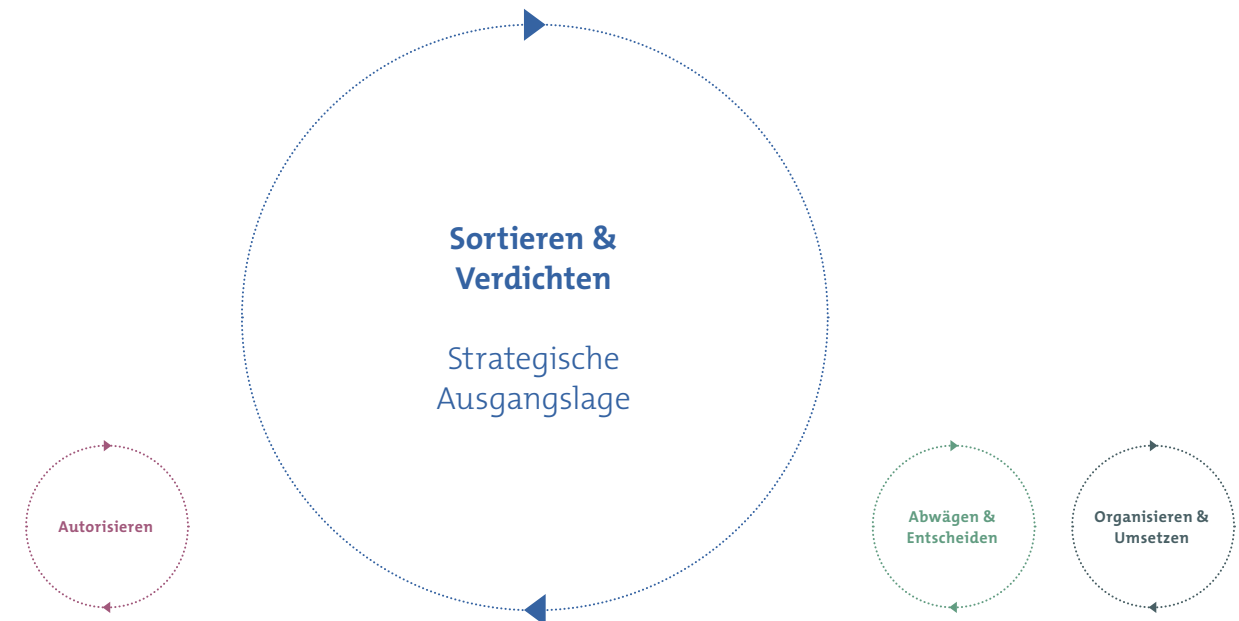 Autorisieren
Sortieren &
Verdichten
Strategische
Ausgangslage
Abwägen &
Entscheiden
Organisieren &
Umsetzen